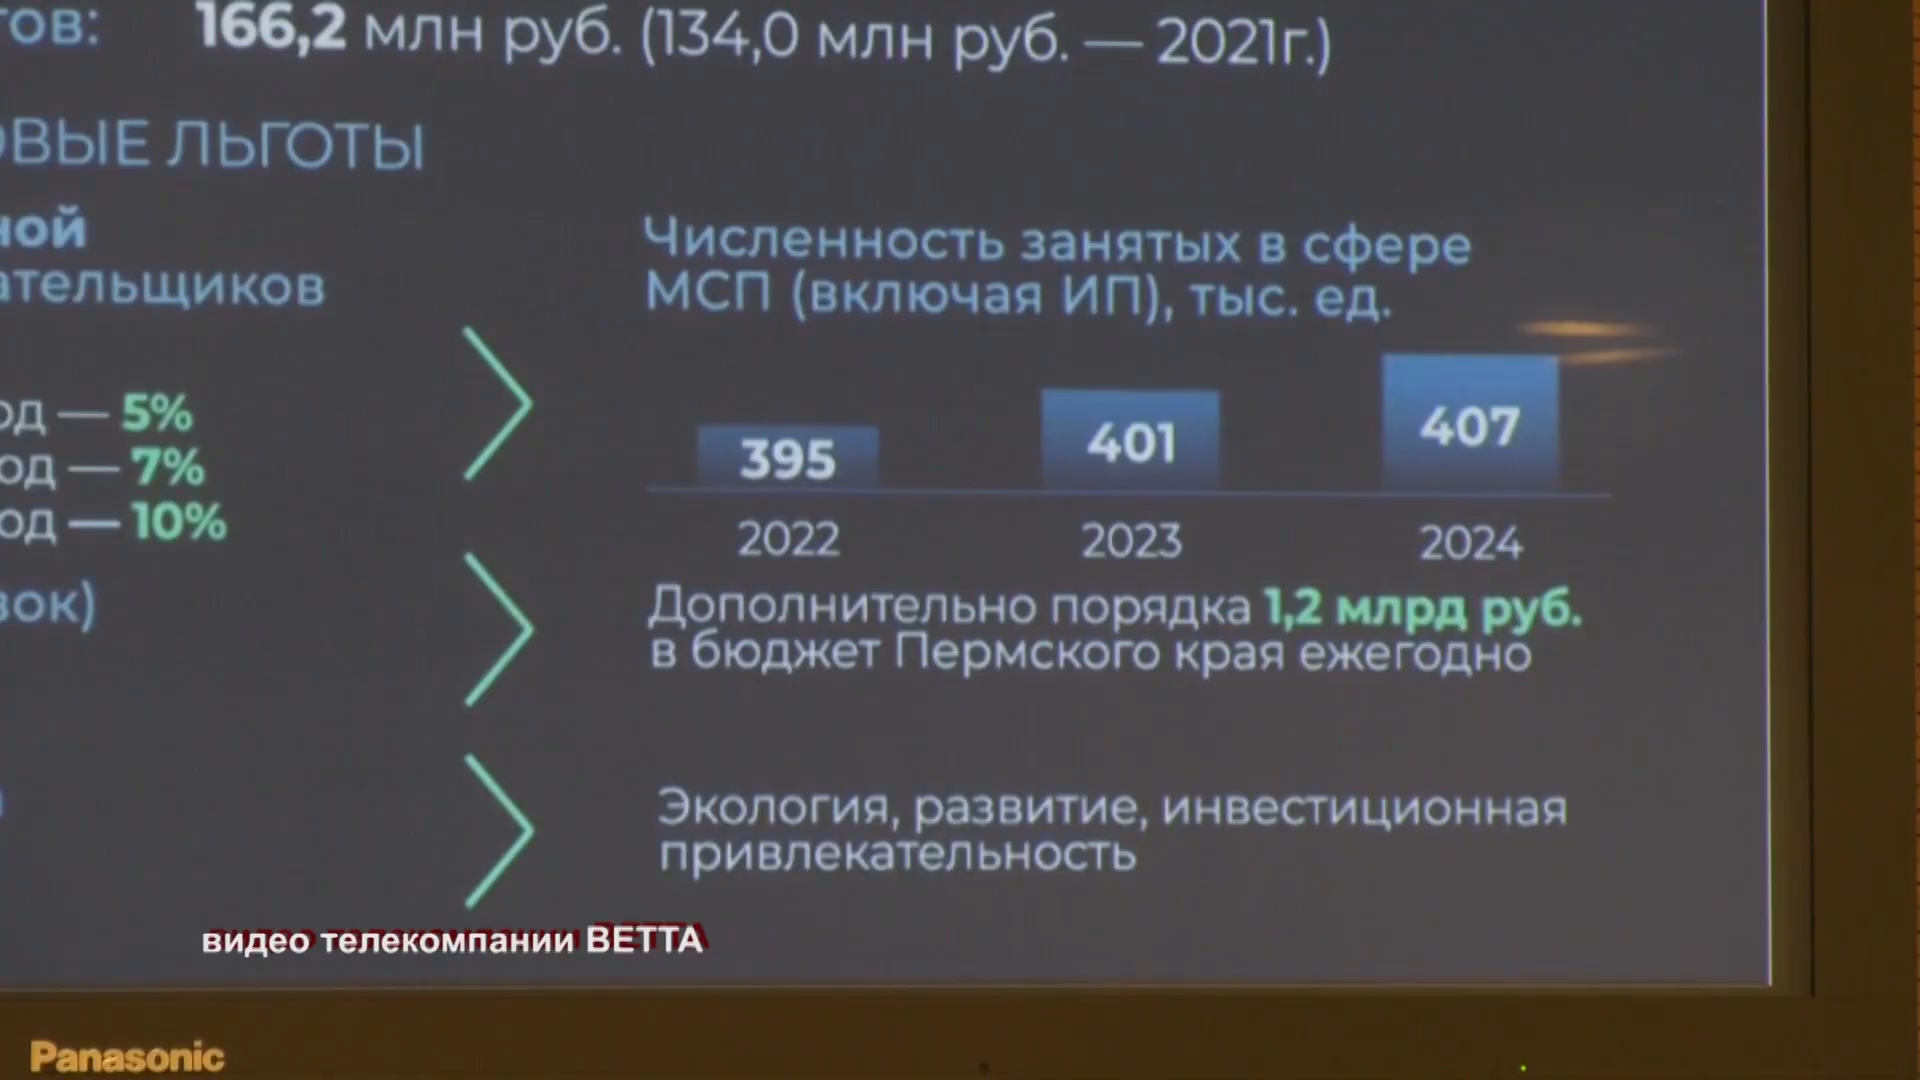 тов: 166,2 млн руб. (134,0 млн руб. — 2021г.)
ОВЫЕ ЛЬГОТЫ
ной
ательщиков
од — 5%
од — 7%
од — 10%
вок)
Численность занятых в сфере
МСП (включая ИП), тыс. ед.
395 401 407
2022 2023 2024
Дополнительно порядка 1,2 млрд руб.
в бюджет Пермского края ежегодно
Экология, развитие, инвестиционная
привлекательность
видео телекомпании ВЕТТА
Panasonic